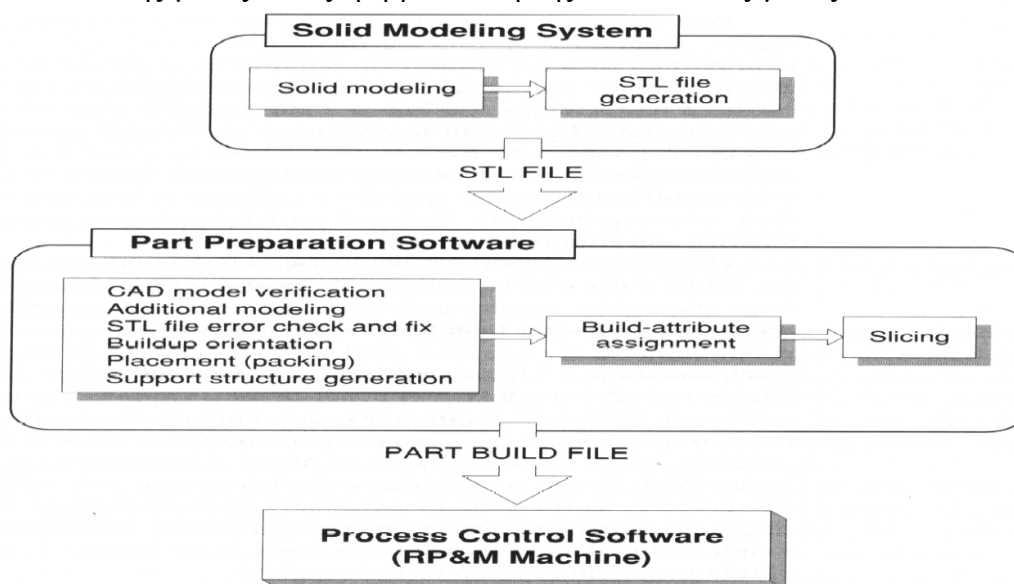 Solid Modeling System
Solid modeling
STL file
generation
STL FILE
Part Preparation Software
CAD model verification
Additional modeling
STL file error check and fix
Buildup orientation
Placement (packing)
Support structure generation
Build-attribute
assignment
Slicing
PART BUILD FILE
Process Control Software
(RP&M Machine)